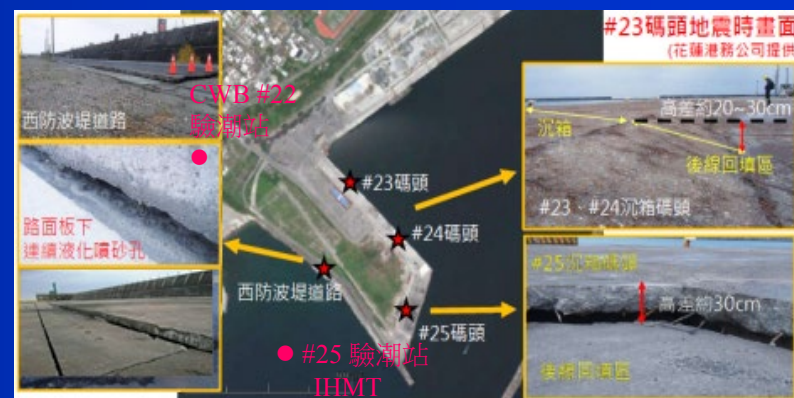 #23碼頭地震時畫面
(花蓮港務公司提供
西防波堤道路
CWB #22
驗潮站
路面板下
連續液化噴砂孔
#23碼頭
#24碼頭
西防波堤道路
#25碼頭
#25 驗潮站
IHMT
高差約20~30cm
沉箱
後線回填區
#23、#24沉箱碼頭
#25沉箱碼頭
高差約30cm
後線回填區